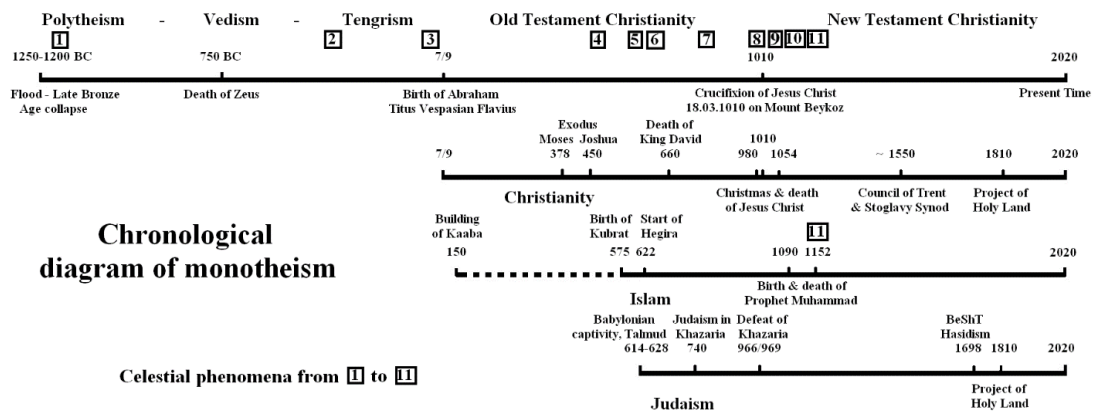 Polytheism - Vedism - Tengrism Old Testament Christianity New Testament Christianity
1 2 3 4 5 6 7 8 9 10 11
1250-1200 BC 750 BC 7/9 1010 2020
Flood - Late Bronze Death of Zeus Birth of Abraham Crucifixion of Jesus Christ Present Time
Age collapse Titus Vespasian Flavius 18.03.1010 on Mount Beykoz
Exodus Death of
Moses Joshua King David 1010
7/9 378 450 660 980 1054 ~ 1550 1810 2020
Christianity Christmas & death Council of Trent Project of
of Jesus Christ & Stoglavy Synod Holy Land
Chronological
diagram of monotheism
Building Birth of Start of
of Kaaba Kubrat Hegira 11
150 575 622 1090 1152 2020
Islam Birth & death of
Prophet Muhammad
Babylonian Judaism in Defeat of BeShT
captivity, Talmud Khazaria Khazaria Hasidism
614-628 740 966/969 1698 1810 2020
Judaism Project of
Holy Land
Celestial phenomena from 1 to 11